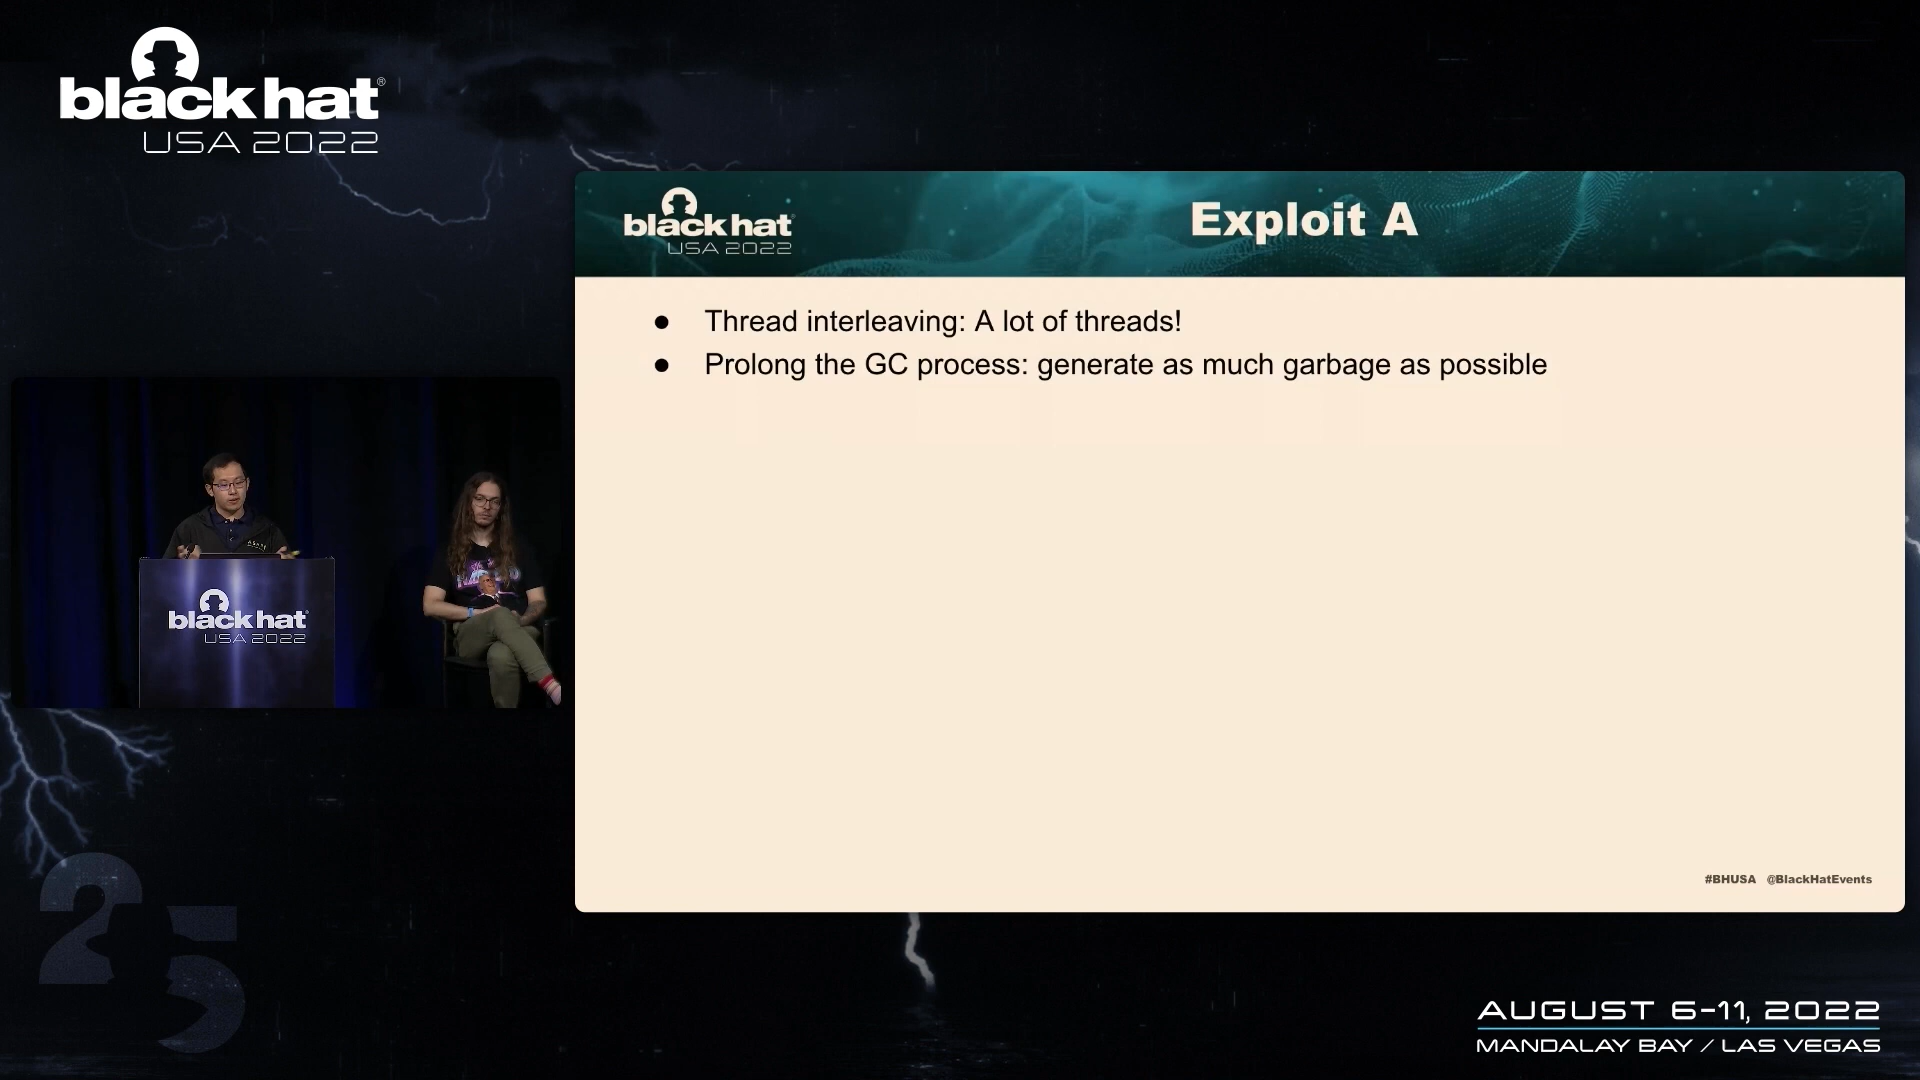 black hat®
USA 2022
black hat
USA 2022
Exploit A
● Thread interleaving: A lot of threads!
● Prolong the GC process: generate as much garbage as possible
#BHUSA @BlackHatEvents
black hat
USA 2022
25
AUGUST 6-11, 2022
MANDALAY BAY / LAS VEGAS